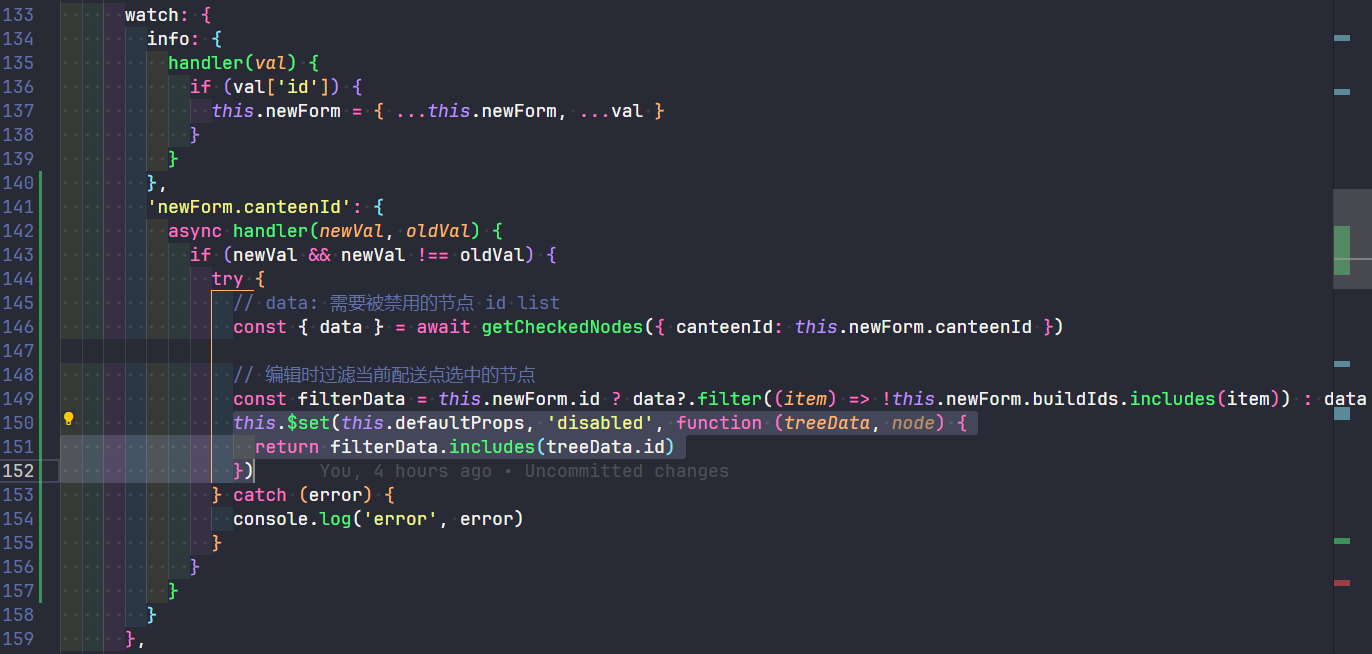 133 watch: {
134 info: {
135 handler(val) {
136 if (val['id']) {
137 this.newForm = { ...this.newForm, ...val }
138 }
139 }
140 },
141 'newForm.canteenId': {
142 async handler(newVal, oldVal) {
143 if (newVal && newVal !== oldVal) {
144 try {
145 // data: 需要被禁用的节点 id list
146 const { data } = await getCheckedNodes({ canteenId: this.newForm.canteenId })
147
148 // 编辑时过滤当前配送点选中的节点
149 const filterData = this.newForm.id ? data?.filter((item) => !this.newForm.buildIds.includes(item)) : data
150 this.$set(this.defaultProps, 'disabled', function (treeData, node) {
151 return filterData.includes(treeData.id)
152 }) You, 4 hours ago • Uncommitted changes
153 } catch (error) {
154 console.log('error', error)
155 }
156 }
157 }
158 }
159 },